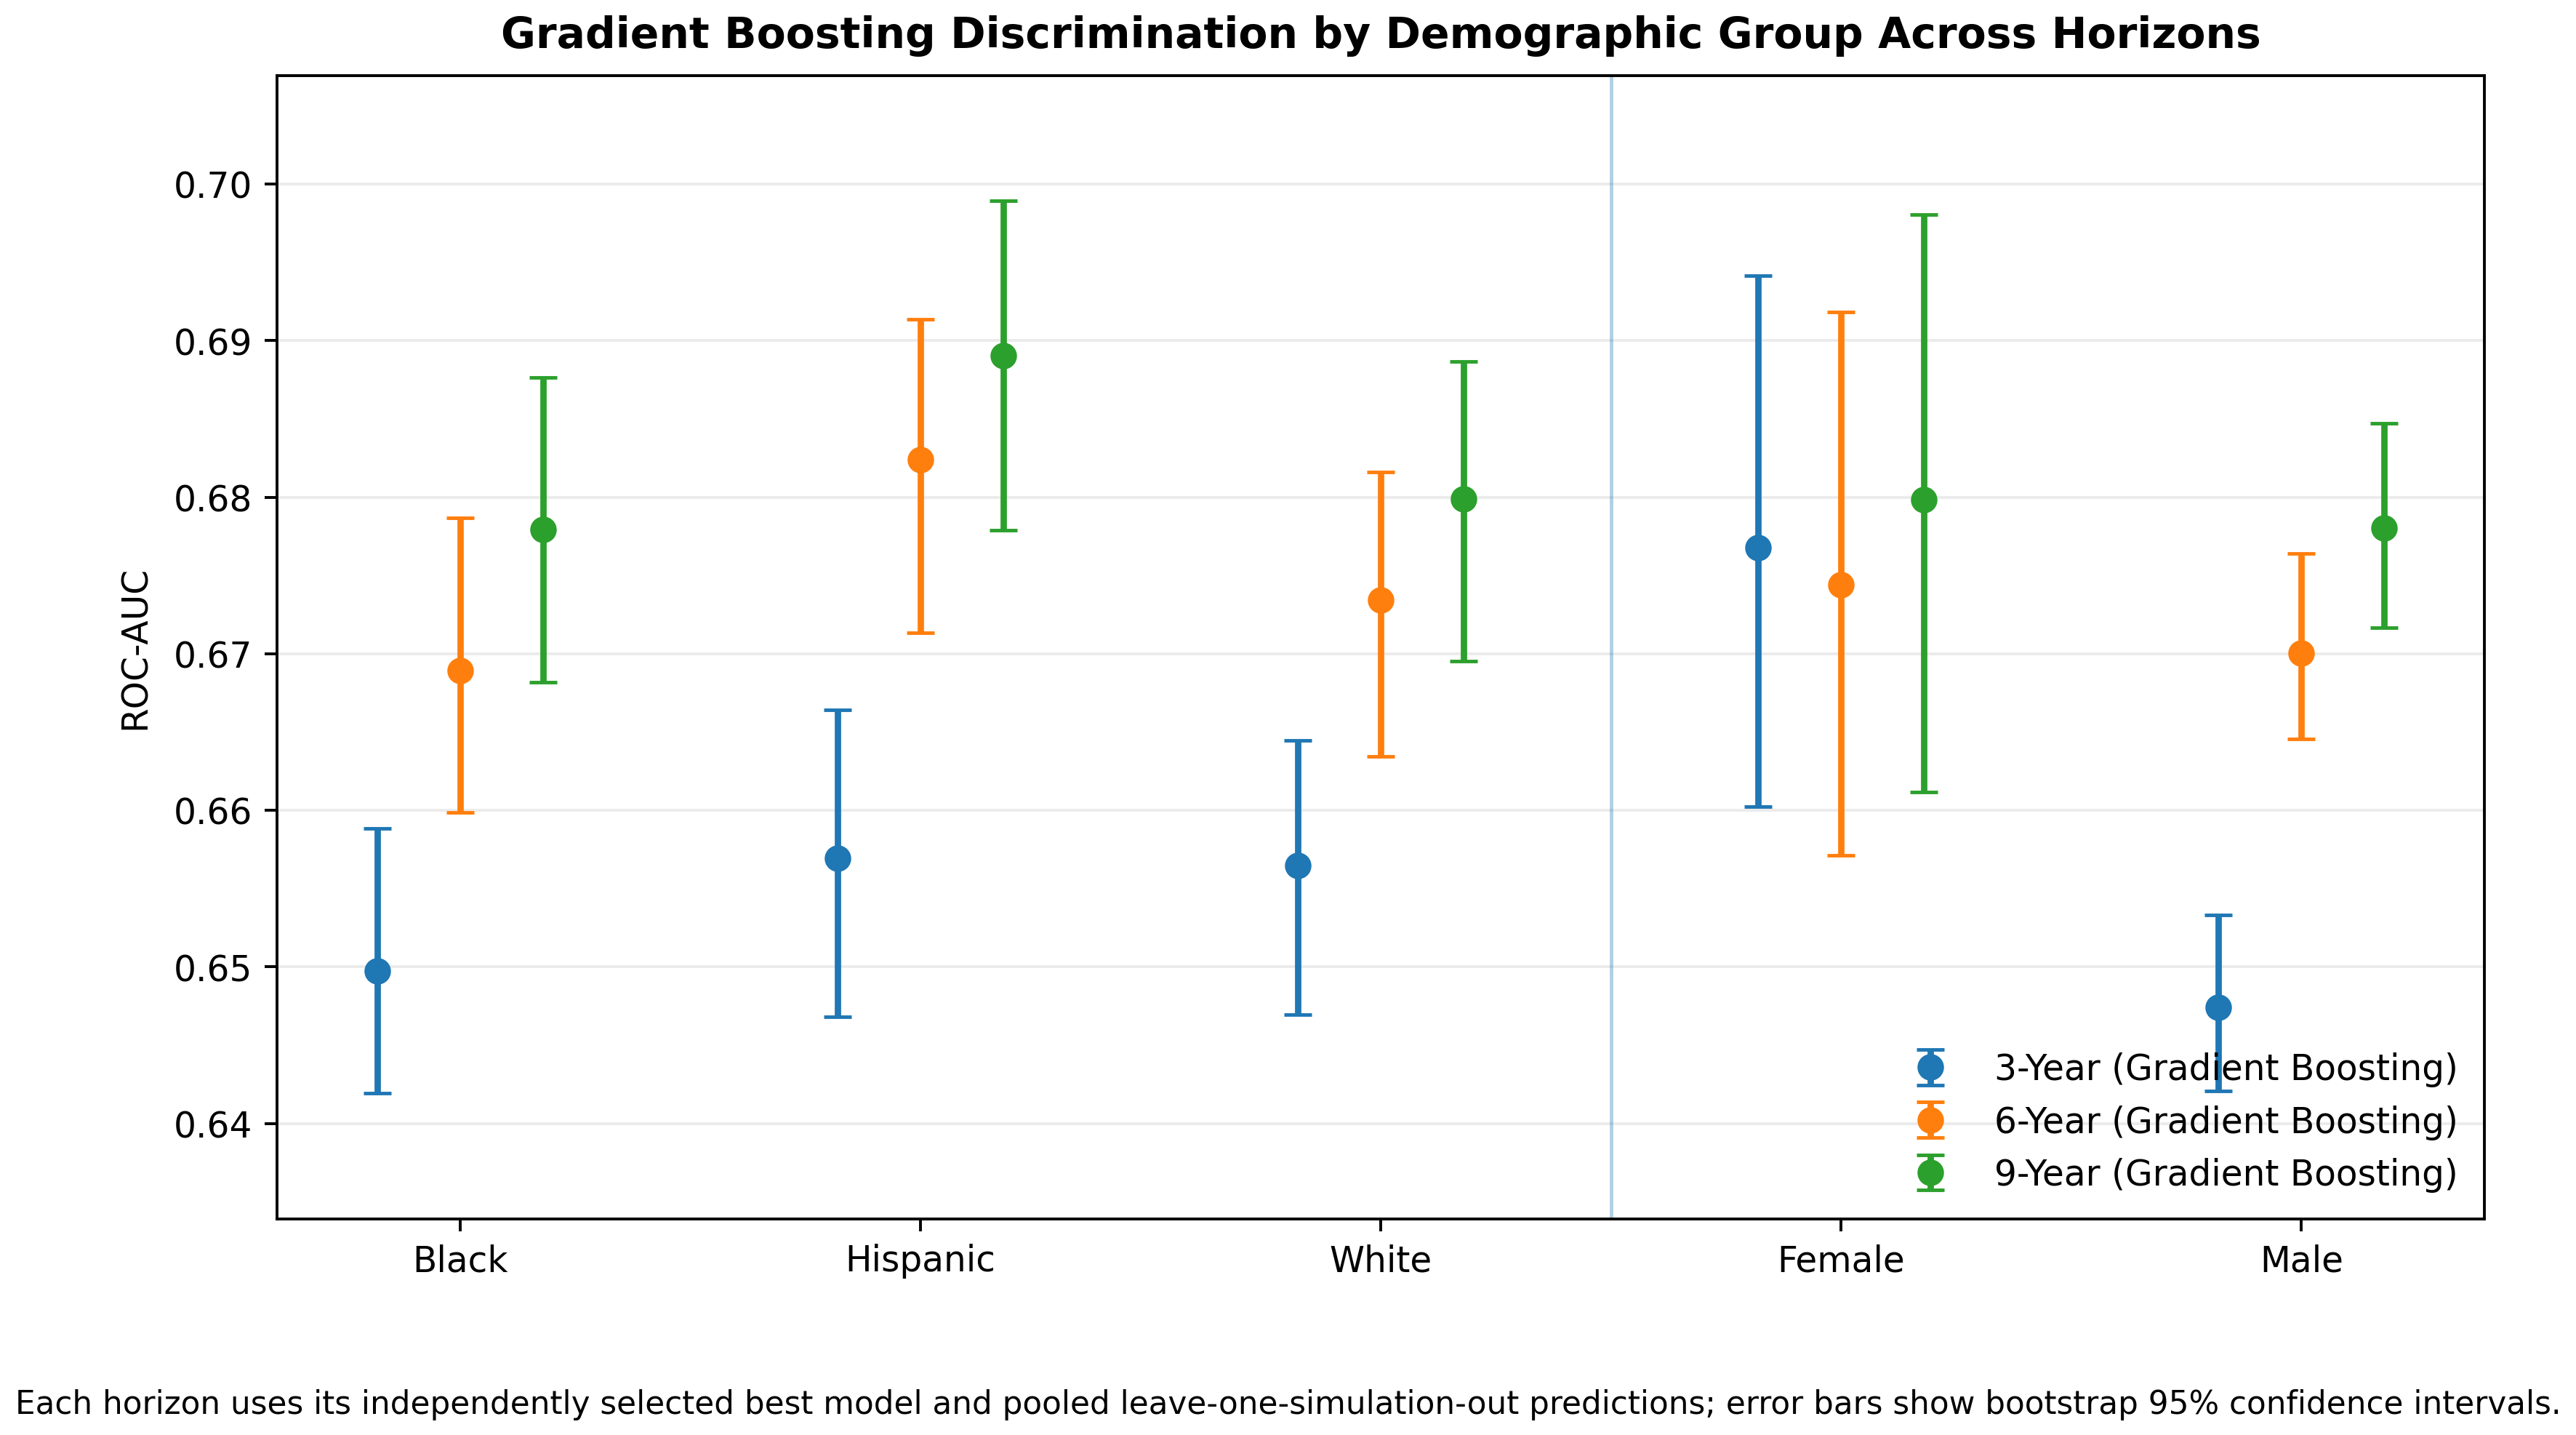 Gradient Boosting Discrimination by Demographic Group Across Horizons
0.70
0.69
0.68
0.67
0.66
0.65
0.64
ROC-AUC
3-Year (Gradient Boosting)
6-Year (Gradient Boosting)
9-Year (Gradient Boosting)
Black
Hispanic
White
Female
Male
Each horizon uses its independently selected best model and pooled leave-one-simulation-out predictions; error bars show bootstrap 95% confidence intervals.